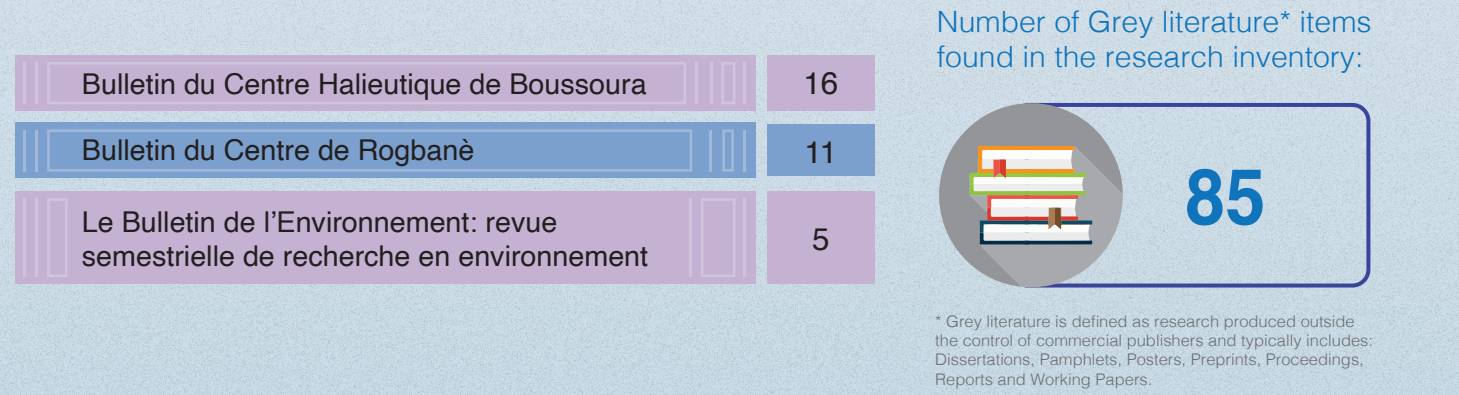 Bulletin du Centre Halieutique de Boussoura
16
Bulletin du Centre de Rogbanè
11
Le Bulletin de l’Environnement: revue
semestrielle de recherche en environnement
5
Number of Grey literature* items
found in the research inventory:
85
* Grey literature is defined as research produced outside
the control of commercial publishers and typically includes:
Dissertations, Pamphlets, Posters, Preprints, Proceedings,
Reports and Working Papers.